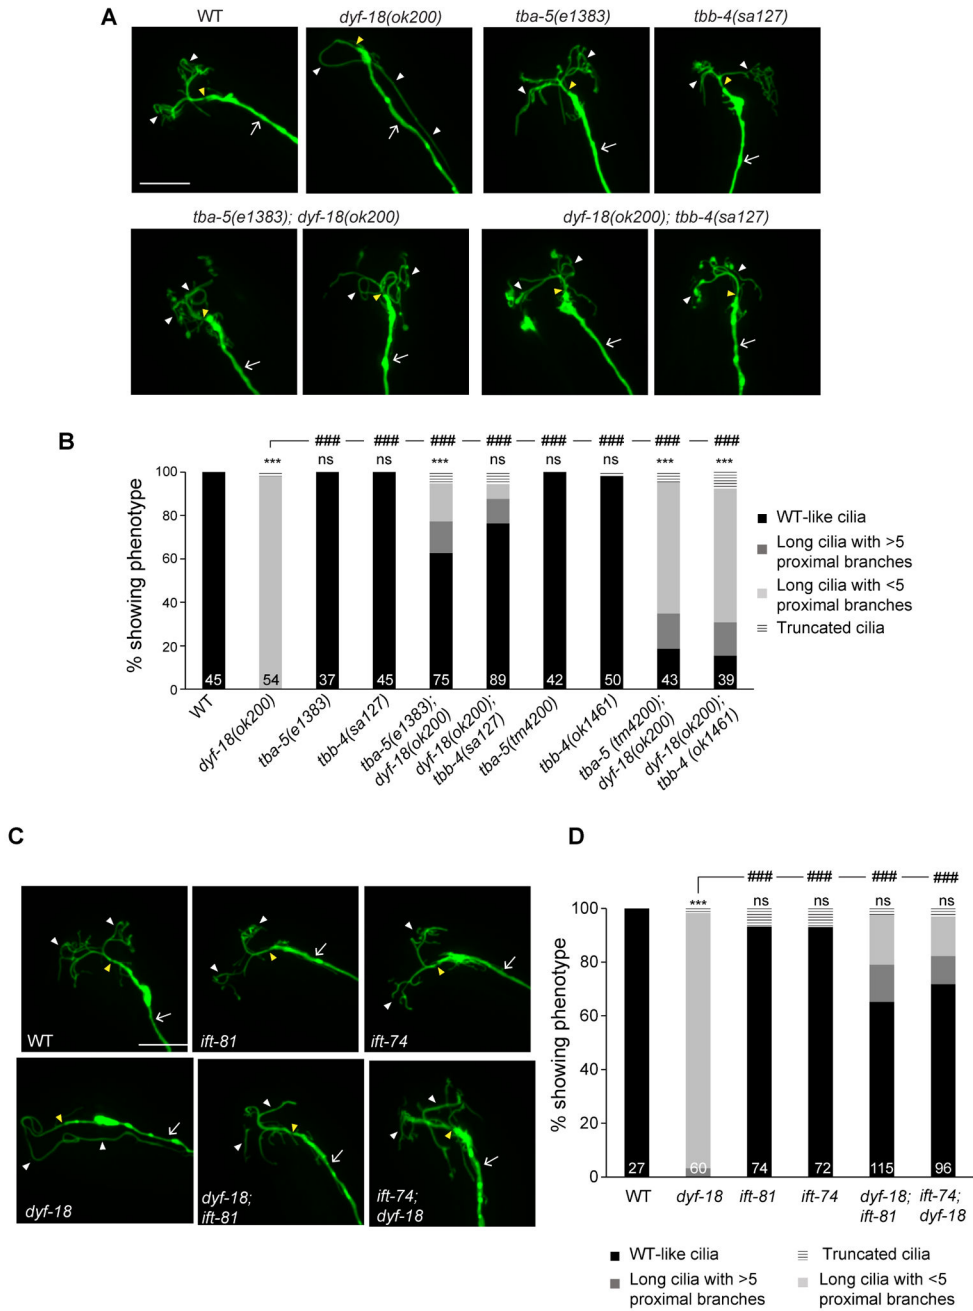 A
WT
dyf-18(ok200)
tba-5(e1383)
tbb-4(sa127)
tba-5(e1383); dyf-18(ok200)
dyf-18(ok200); tbb-4(sa127)
B
### ### ### ### ### ### ### ###
*** ns ns *** ns ns ns *** ***
% showing phenotype
100
80
60
40
20
0
45 54 37 45 75 89 42 50 43 39
WT
dyf-18(ok200)
tba-5(e1383)
tbb-4(sa127)
tba-5(e1383);
dyf-18(ok200)
dyf-18(ok200);
tbb-4(sa127)
tba-5(tm4200)
tbb-4(ok1461)
tba-5 (tm4200);
dyf-18(ok200)
dyf-18(ok200);
tbb-4 (ok1461)
WT-like cilia
Long cilia with >5
proximal branches
Long cilia with <5
proximal branches
Truncated cilia
C
WT
ift-81
ift-74
dyf-18
dyf-18;
ift-81
ift-74;
dyf-18
D
### ### ### ###
*** ns ns ns ns
% showing phenotype
100
80
60
40
20
0
27 60 74 72 115 96
WT
dyf-18
ift-81
ift-74
dyf-18;
ift-81
ift-74;
dyf-18
WT-like cilia
Truncated cilia
Long cilia with >5
proximal branches
Long cilia with <5
proximal branches